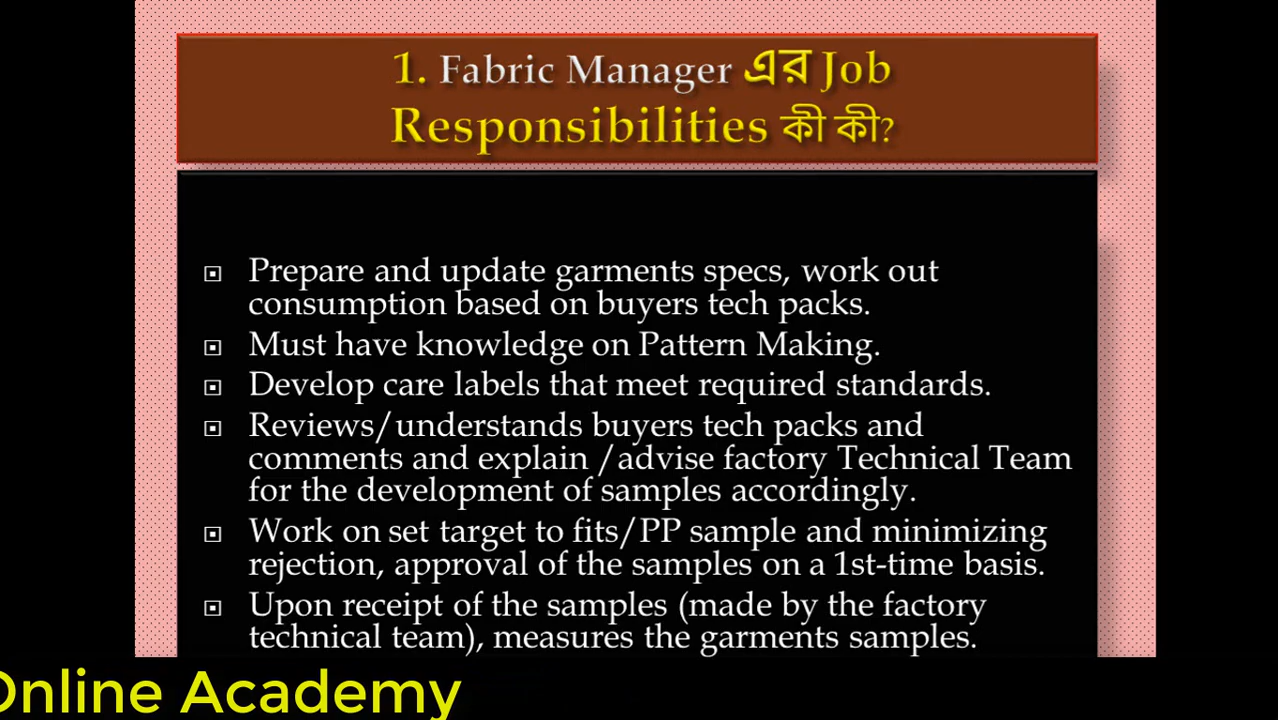 1. Fabric Manager এর Job
Responsibilities কী কী?
Prepare and update garments specs, work out
consumption based on buyers tech packs.
Must have knowledge on Pattern Making.
Develop care labels that meet required standards.
Reviews/understands buyers tech packs and
comments and explain /advise factory Technical Team
for the development of samples accordingly.
Work on set target to fits/PP sample and minimizing
rejection, approval of the samples on a 1st-time basis.
Upon receipt of the samples (made by the factory
technical team), measures the garments samples.
Online Academy